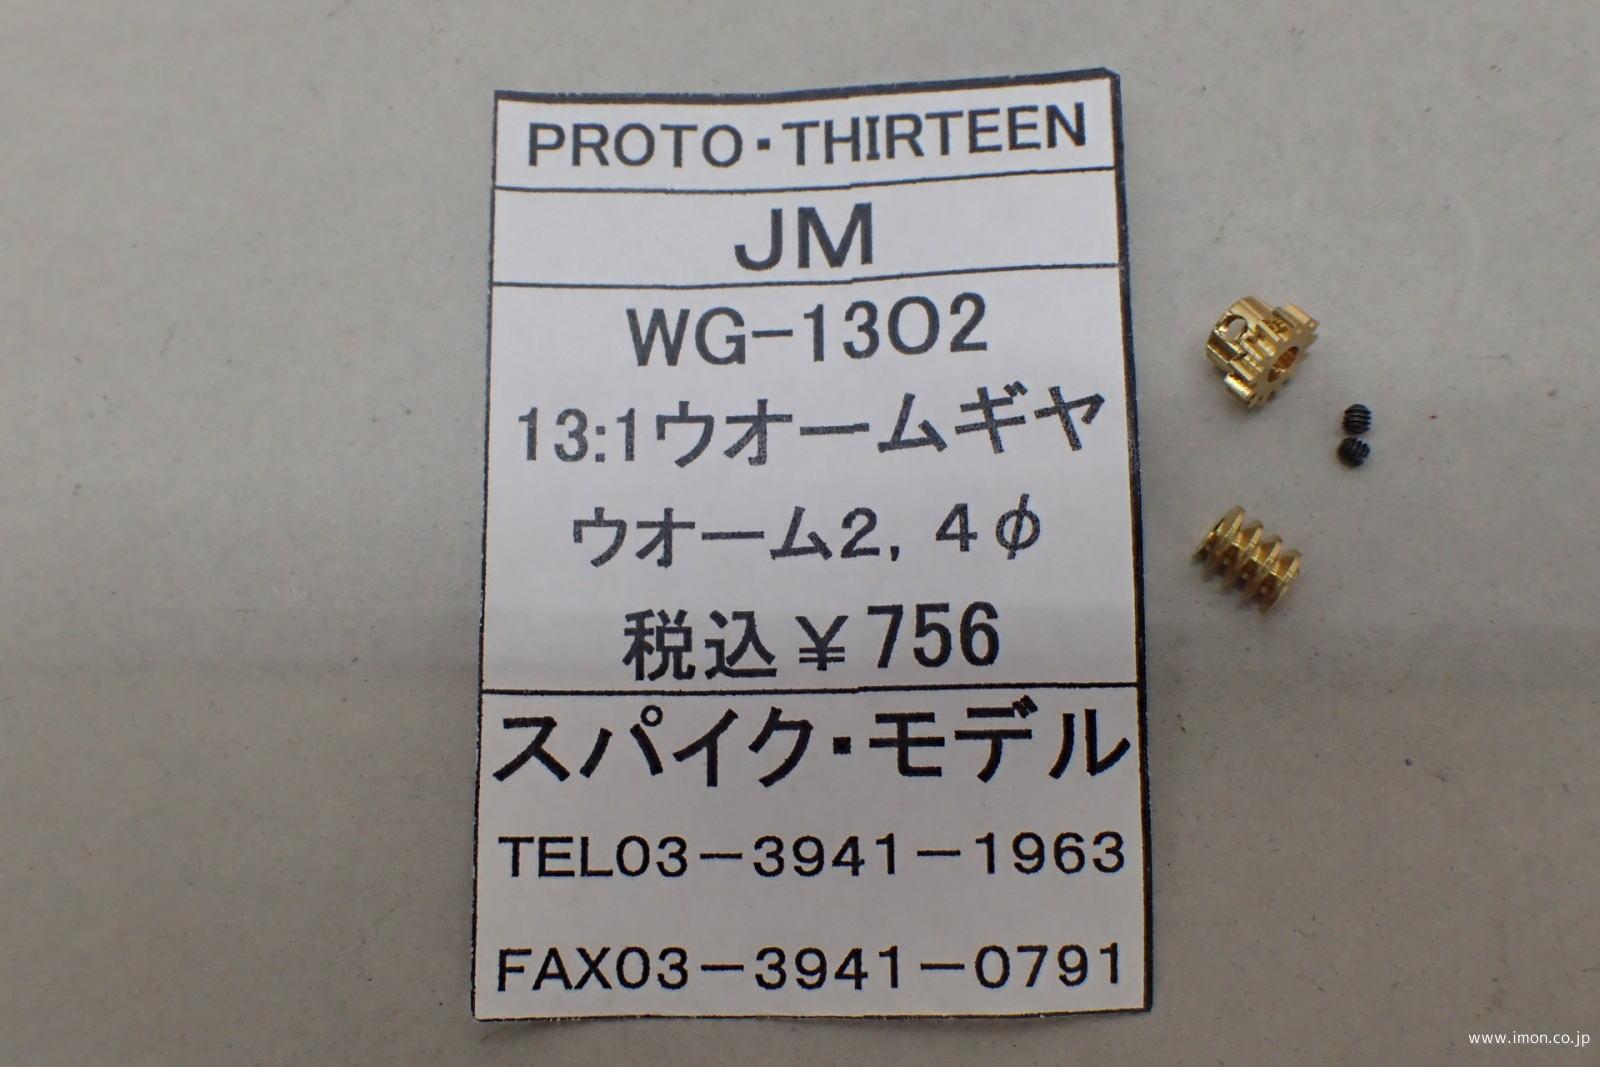 PROTO・THIRTEEN
JM
WG-1302
13:1ウオームギヤ
ウオーム2,4φ
税込￥756
スパイク・モデル
TEL03－3941－1963
FAX03－3941－0791
www.imon.co.jp